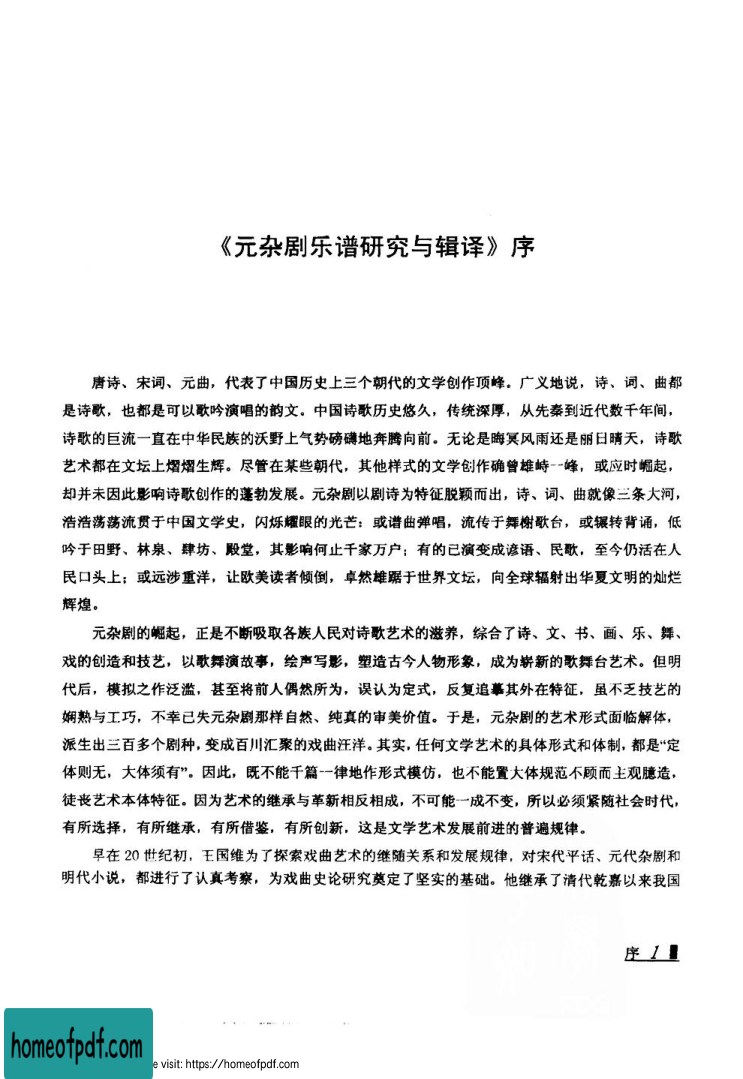 《元杂剧乐谱研究与辑译》序
唐诗、宋词、元曲，代表了中国历史上三个朝代的文学创作顶峰。广义地说，诗、词、曲都
是诗歌，也都是可以歌吟演唱的韵文。中国诗歌历史悠久，传统深厚，从先秦到近代数千年间，
诗歌的巨流一直在中华民族的沃野上气势磅礴地奔腾向前。无论是晦冥风雨还是丽日晴天，诗歌
艺术都在文坛上熠熠生辉。尽管在某些朝代，其他样式的文学创作确曾雄峙一峰，或应时崛起，
却并未因此影响诗歌创作的蓬勃发展。元杂剧以剧诗为特征脱颖而出，诗、词、曲就像三条大河，
浩浩荡荡流贯于中国文学史，闪烁耀眼的光芒：或谱曲弹唱，流传于舞榭歌台，或辗转背诵，低
吟于田野、林泉、肆坊、殿堂，其影响何止千家万户；有的已演变成谚语、民歌，至今仍活在人
民口头上；或远涉重洋，让欧美读者倾倒，卓然雄踞于世界文坛，向全球辐射出华夏文明的灿烂
辉煌。
元杂剧的崛起，正是不断吸取各族人民对诗歌艺术的滋养，综合了诗、文、书、画、乐、舞、
戏的创造和技艺，以歌舞演故事，绘声写影，塑造古今人物形象，成为崭新的歌舞台艺术。但明
代后，模拟之作泛滥，甚至将前人偶然所为，误认为定式，反复追摹其外在特征，虽不乏技艺的
娴熟与工巧，不幸已失元杂剧那样自然、纯真的审美价值。于是，元杂剧的艺术形式面临解体，
派生出三百多个剧种，变成百川汇聚的戏曲汪洋。其实，任何文学艺术的具体形式和体制，都是“定
体则无，大体须有”。因此，既不能千篇一律地作形式模仿，也不能置大体规范不顾而主观臆造，
徒丧艺术本体特征。因为艺术的继承与革新相反相成，不可能一成不变，所以必须紧随社会时代，
有所选择，有所继承，有所借鉴，有所创新，这是文学艺术发展前进的普遍规律。
早在 20 世纪初，王国维为了探索戏曲艺术的继随关系和发展规律，对宋代平话、元代杂剧和
明代小说，都进行了认真考察，为戏曲史论研究奠定了坚实的基础。他继承了清代乾嘉以来我国
序 1
homeofpdf.com
e visit: https://homeofpdf.com